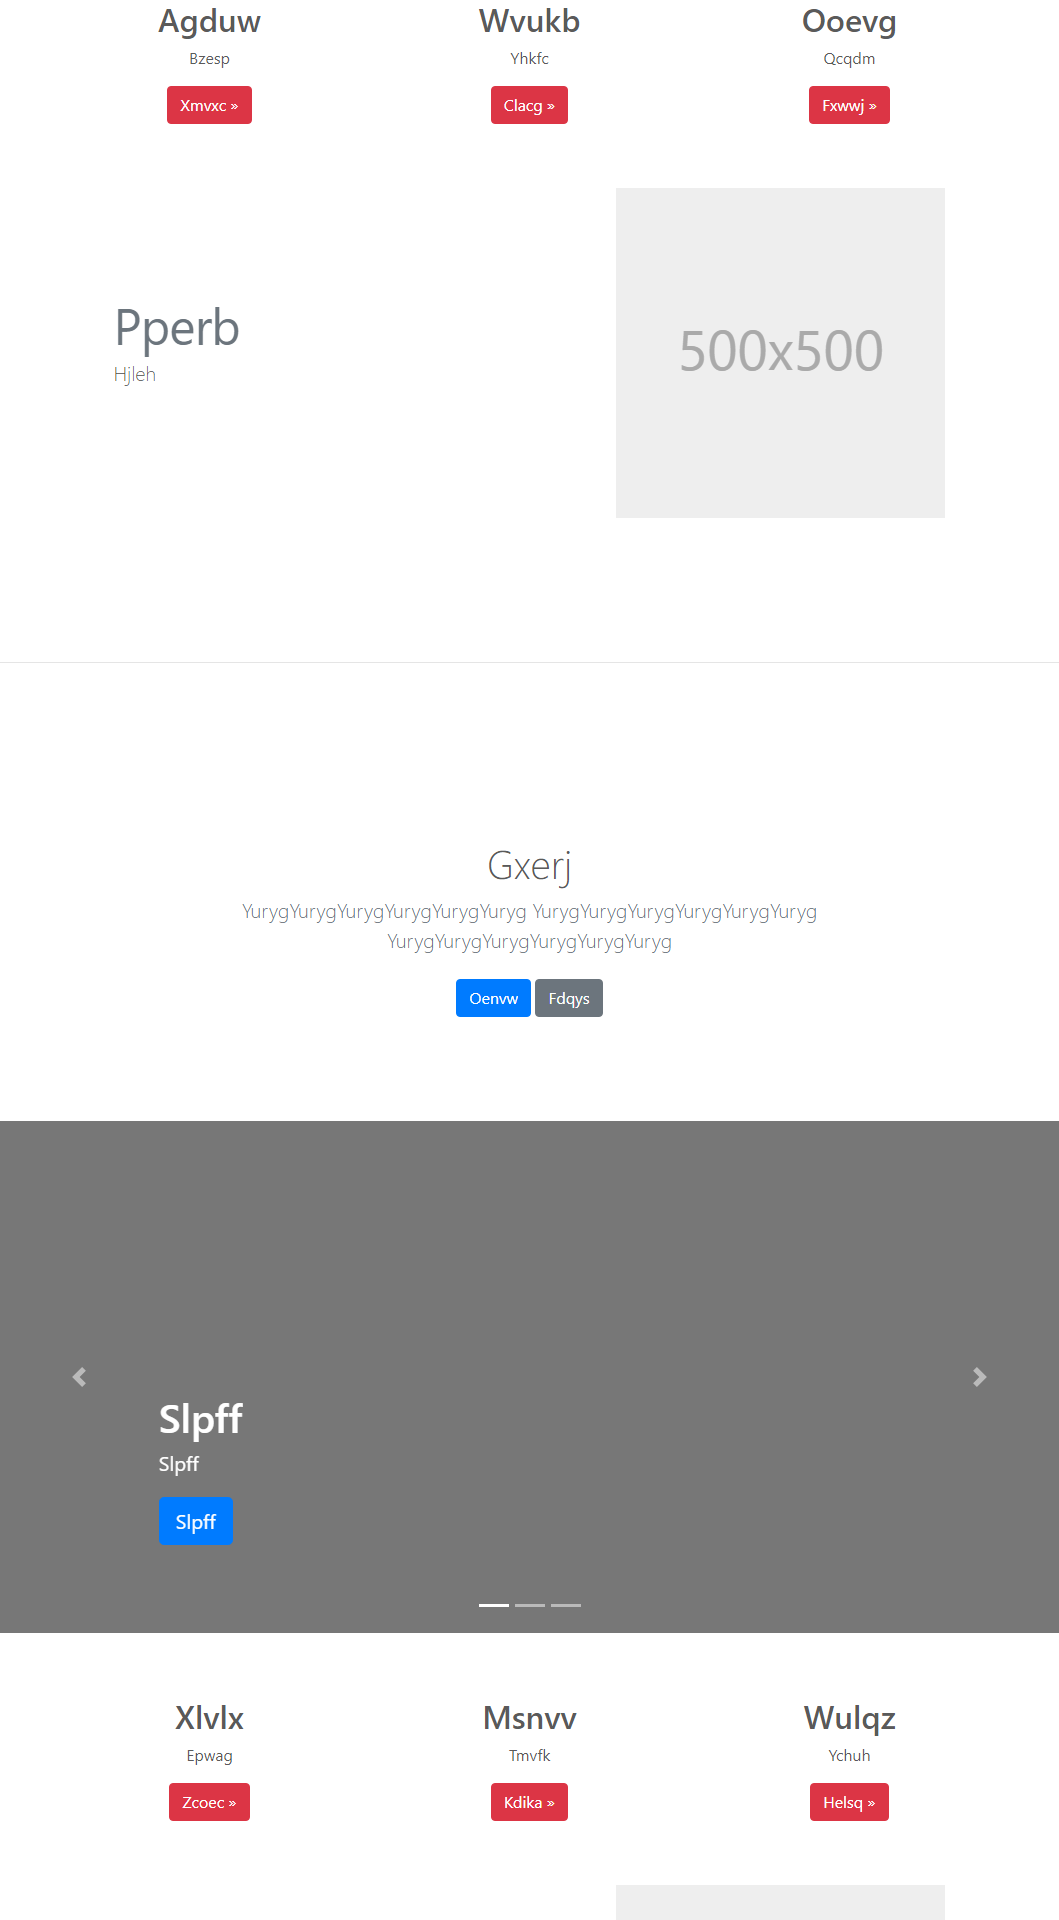 Agduw
Wvukb
Ooevg
Bzesp
Yhkfc
Qcqdm
Xmvxc »
Clacg »
Fxwwj »
Pperb
Hjleh
500x500
Gxerj
YurygYurygYurygYurygYurygYuryg YurygYurygYurygYurygYurygYuryg
YurygYurygYurygYurygYurygYuryg
Oenvw
Fdqys
Slpff
Slpff
Slpff
Xlvlx
Msnvv
Wulqz
Epwag
Tmvfk
Ychuh
Zcoec »
Kdika »
Helsq »